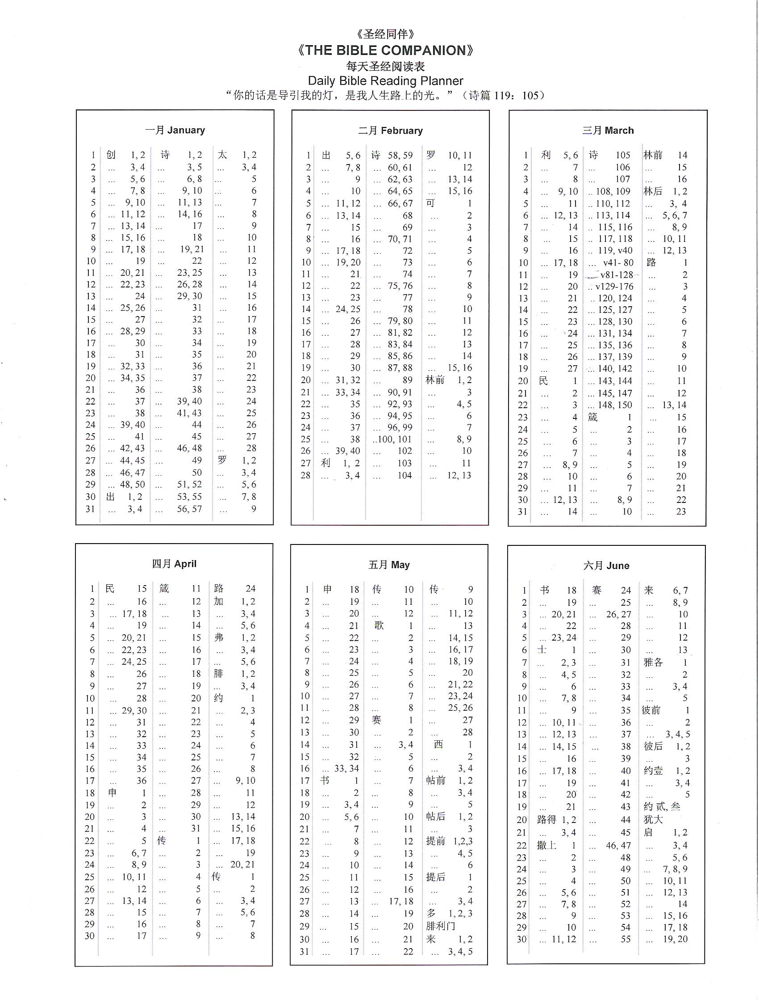 《圣经同伴》
《THE BIBLE COMPANION》
每天圣经阅读表
Daily Bible Reading Planner
“你的话是导引我的灯，是我人生路上的光。”（诗篇 119：105）
一月 January
1 创 1, 2 诗 1, 2 太 1, 2
2 ... 3, 4 ... 3, 5 ... 3, 4
3 ... 5, 6 ... 6, 8 ... 5
4 ... 7, 8 ... 9, 10 ... 6
5 ... 9, 10 ... 11, 13 ... 7
6 ... 11, 12 ... 14, 16 ... 8
7 ... 13, 14 ... 17 ... 9
8 ... 15, 16 ... 18 ... 10
9 ... 17, 18 ... 19, 21 ... 11
10 ... 19 ... 22 ... 12
11 ... 20, 21 ... 23, 25 ... 13
12 ... 22, 23 ... 26, 28 ... 14
13 ... 24 ... 29, 30 ... 15
14 ... 25, 26 ... 31 ... 16
15 ... 27 ... 32 ... 17
16 ... 28, 29 ... 33 ... 18
17 ... 30 ... 34 ... 19
18 ... 31 ... 35 ... 20
19 ... 32, 33 ... 36 ... 21
20 ... 34, 35 ... 37 ... 22
21 ... 36 ... 38 ... 23
22 ... 37 ... 39, 40 ... 24
23 ... 38 ... 41, 43 ... 25
24 ... 39, 40 ... 44 ... 26
25 ... 41 ... 45 ... 27
26 ... 42, 43 ... 46, 48 ... 28
27 ... 44, 45 ... 49 罗 1, 2
28 ... 46, 47 ... 50 ... 3, 4
29 ... 48, 50 ... 51, 52 ... 5, 6
30 出 1, 2 ... 53, 55 ... 7, 8
31 ... 3, 4 ... 56, 57 ... 9
二月 February
1 出 5, 6 诗 58, 59 罗 10, 11
2 ... 7, 8 ... 60, 61 ... 12
3 ... 9 ... 62, 63 ... 13, 14
4 ... 10 ... 64, 65 ... 15, 16
5 ... 11, 12 ... 66, 67 可 1
6 ... 13, 14 ... 68 ... 2
7 ... 15 ... 69 ... 3
8 ... 16 ... 70, 71 ... 4
9 ... 17, 18 ... 72 ... 5
10 ... 19, 20 ... 73 ... 6
11 ... 21 ... 74 ... 7
12 ... 22 ... 75, 76 ... 8
13 ... 23 ... 77 ... 9
14 ... 24, 25 ... 78 ... 10
15 ... 26 ... 79, 80 ... 11
16 ... 27 ... 81, 82 ... 12
17 ... 28 ... 83, 84 ... 13
18 ... 29 ... 85, 86 ... 14
19 ... 30 ... 87, 88 ... 15, 16
20 ... 31, 32 ... 89 林前 1, 2
21 ... 33, 34 ... 90, 91 ... 3
22 ... 35 ... 92, 93 ... 4, 5
23 ... 36 ... 94, 95 ... 6
24 ... 37 ... 96, 99 ... 7
25 ... 38 ..100, 101 ... 8, 9
26 ... 39, 40 ... 102 ... 10
27 利 1, 2 ... 103 ... 11
28 ... 3, 4 ... 104 ... 12, 13
三月 March
1 利 5, 6 诗 105 林前 14
2 ... 7 ... 106 ... 15
3 ... 8 ... 107 ... 16
4 ... 9, 10 .. 108, 109 林后 1, 2
5 ... 11 .. 110, 112 ... 3, 4
6 ... 12, 13 .. 113, 114 ... 5, 6, 7
7 ... 14 .. 115, 116 ... 8, 9
8 ... 15 .. 117, 118 ... 10, 11
9 ... 16 .. 119, v40 ... 12, 13
10 ... 17, 18 ... v41- 80 路 1
11 ... 19 ... v81-128 ... 2
12 ... 20 .. v129-176 ... 3
13 ... 21 .. 120, 124 ... 4
14 ... 22 ... 125, 127 ... 5
15 ... 23 ... 128, 130 ... 6
16 ... 24 ... 131, 134 ... 7
17 ... 25 ... 135, 136 ... 8
18 ... 26 ... 137, 139 ... 9
19 ... 27 ... 140, 142 ... 10
20 民 1 ... 143, 144 ... 11
21 ... 2 ... 145, 147 ... 12
22 ... 3 ... 148, 150 ... 13, 14
23 ... 4 箴 1 ... 15
24 ... 5 ... 2 ... 16
25 ... 6 ... 3 ... 17
26 ... 7 ... 4 ... 18
27 ... 8, 9 ... 5 ... 19
28 ... 10 ... 6 ... 20
29 ... 11 ... 7 ... 21
30 ... 12, 13 ... 8, 9 ... 22
31 ... 14 ... 10 ... 23
四月 April
1 民 15 箴 11 路 24
2 ... 16 ... 12 加 1, 2
3 ... 17, 18 ... 13 ... 3, 4
4 ... 19 ... 14 ... 5, 6
5 ... 20, 21 ... 15 弗 1, 2
6 ... 22, 23 ... 16 ... 3, 4
7 ... 24, 25 ... 17 ... 5, 6
8 ... 26 ... 18 腓 1, 2
9 ... 27 ... 19 ... 3, 4
10 ... 28 ... 20 约 1
11 ... 29, 30 ... 21 ... 2, 3
12 ... 31 ... 22 ... 4
13 ... 32 ... 23 ... 5
14 ... 33 ... 24 ... 6
15 ... 34 ... 25 ... 7
16 ... 35 ... 26 ... 8
17 ... 36 ... 27 ... 9, 10
18 申 1 ... 28 ... 11
19 ... 2 ... 29 ... 12
20 ... 3 ... 30 ... 13, 14
21 ... 4 ... 31 ... 15, 16
22 ... 5 传 1 ... 17, 18
23 ... 6, 7 ... 2 ... 19
24 ... 8, 9 ... 3 ... 20, 21
25 ... 10, 11 ... 4 传 1
26 ... 12 ... 5 ... 2
27 ... 13, 14 ... 6 ... 3, 4
28 ... 15 ... 7 ... 5, 6
29 ... 16 ... 8 ... 7
30 ... 17 ... 9 ... 8
五月 May
1 申 18 传 10 传 9
2 ... 19 ... 11 ... 10
3 ... 20 ... 12 ... 11, 12
4 ... 21 歌 1 ... 13
5 ... 22 ... 2 ... 14, 15
6 ... 23 ... 3 ... 16, 17
7 ... 24 ... 4 ... 18, 19
8 ... 25 ... 5 ... 20
9 ... 26 ... 6 ... 21, 22
10 ... 27 ... 7 ... 23, 24
11 ... 28 ... 8 ... 25, 26
12 ... 29 赛 1 ... 27
13 ... 30 ... 2 ... 28
14 ... 31 ... 3, 4 西 1
15 ... 32 ... 5 ... 2
16 ... 33, 34 ... 6 ... 3, 4
17 书 1 ... 7 帖前 1, 2
18 ... 2 ... 8 ... 3, 4
19 ... 3, 4 ... 9 ... 5
20 ... 5, 6 ... 10 帖后 1, 2
21 ... 7 ... 11 ... 3
22 ... 8 ... 12 提前 1,2,3
23 ... 9 ... 13 ... 4, 5
24 ... 10 ... 14 ... 6
25 ... 11 ... 15 提后 1
26 ... 12 ... 16 ... 2
27 ... 13 ... 17, 18 ... 3, 4
28 ... 14 ... 19 多 1, 2, 3
29 ... 15 ... 20 腓利门
30 ... 16 ... 21 来 1, 2
31 ... 17 ... 22 ... 3, 4, 5
六月 June
1 书 18 赛 24 来 6, 7
2 ... 19 ... 25 ... 8, 9
3 ... 20, 21 ... 26, 27 ... 10
4 ... 22 ... 28 ... 11
5 ... 23, 24 ... 29 ... 12
6 士 1 ... 30 ... 13
7 ... 2, 3 ... 31 雅各 1
8 ... 4, 5 ... 32 ... 2
9 ... 6 ... 33 ... 3, 4
10 ... 7, 8 ... 34 ... 5
11 ... 9 ... 35 彼前 1
12 ... 10, 11 ... 36 ... 2
13 ... 12, 13 ... 37 ... 3, 4, 5
14 ... 14, 15 ... 38 彼后 1, 2
15 ... 16 ... 39 ... 3
16 ... 17, 18 ... 40 约壹 1, 2
17 ... 19 ... 41 ... 3, 4
18 ... 20 ... 42 ... 5
19 ... 21 ... 43 约 贰, 叁
20 路得 1, 2 ... 44 犹大
21 ... 3, 4 ... 45 启 1, 2
22 撒上 1 ... 46, 47 ... 3, 4
23 ... 2 ... 48 ... 5, 6
24 ... 3 ... 49 ... 7, 8, 9
25 ... 4 ... 50 ... 10, 11
26 ... 5, 6 ... 51 ... 12, 13
27 ... 7, 8 ... 52 ... 14
28 ... 9 ... 53 ... 15, 16
29 ... 10 ... 54 ... 17, 18
30 ... 11, 12 ... 55 ... 19, 20